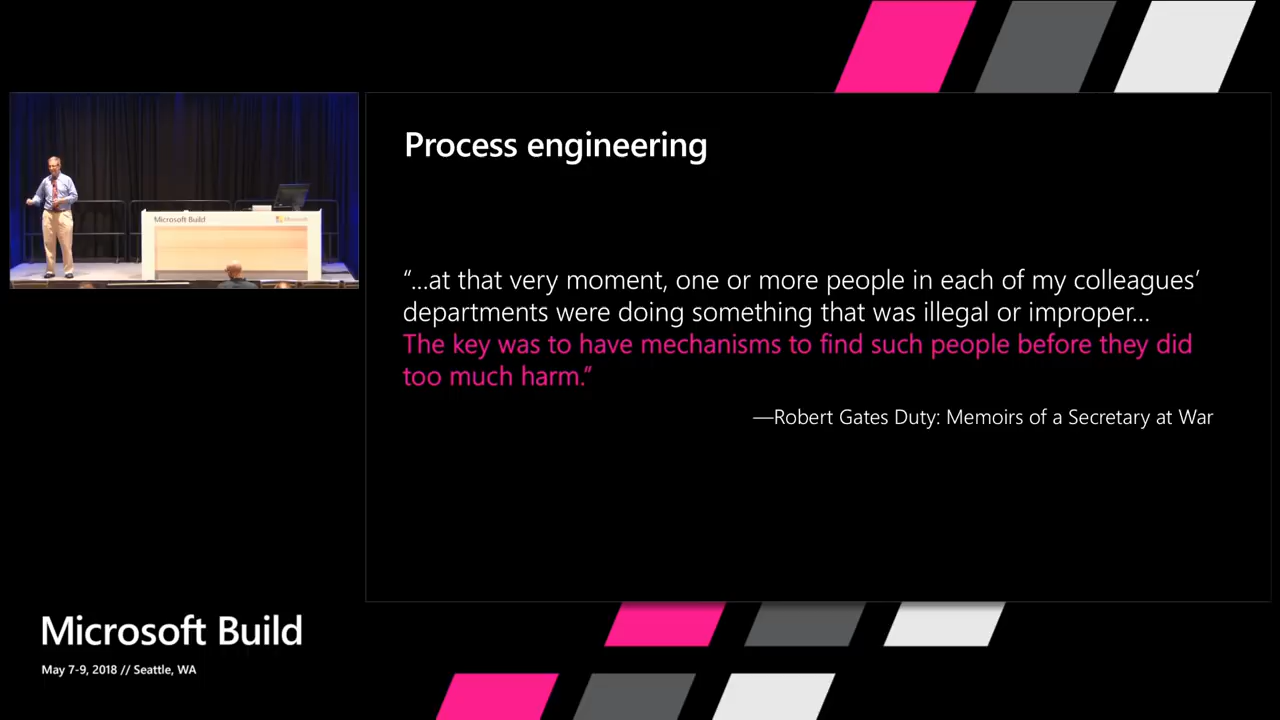 Microsoft Build
Microsoft
Process engineering
“...at that very moment, one or more people in each of my colleagues’
departments were doing something that was illegal or improper...
The key was to have mechanisms to find such people before they did
too much harm.”
—Robert Gates Duty: Memoirs of a Secretary at War
Microsoft Build
May 7-9, 2018 // Seattle, WA